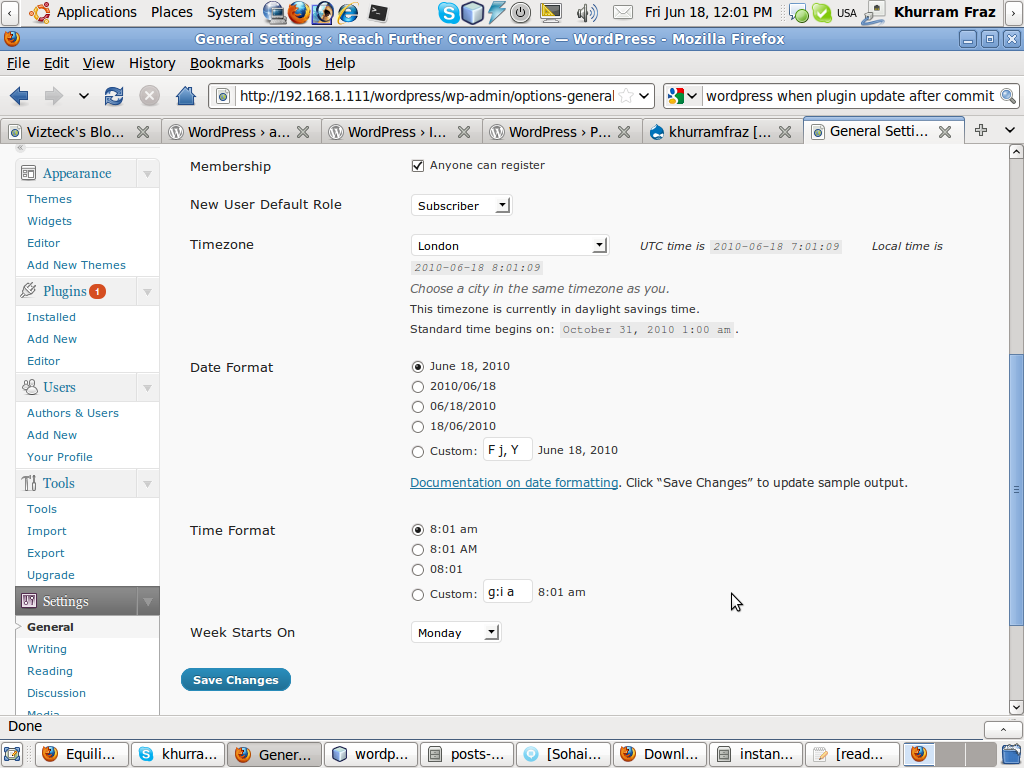 Applications Places System USA Fri Jun 18, 12:01 PM Khurram Fraz
General Settings ‹ Reach Further Convert More — WordPress - Mozilla Firefox
File Edit View History Bookmarks Tools Help
http://192.168.1.111/wordpress/wp-admin/options-general wordpress when plugin update after commit
Vizteck's Blo... WordPress › a... WordPress › I... WordPress › P... khurramfraz [... General Setti...
Appearance
Themes
Widgets
Editor
Add New Themes
Plugins 1
Installed
Add New
Editor
Users
Authors & Users
Add New
Your Profile
Tools
Tools
Import
Export
Upgrade
Settings
General
Writing
Reading
Discussion
Media
Membership Anyone can register
New User Default Role Subscriber
Timezone London UTC time is 2010-06-18 7:01:09 Local time is
2010-06-18 8:01:09
Choose a city in the same timezone as you.
This timezone is currently in daylight savings time.
Standard time begins on: October 31, 2010 1:00 am.
Date Format June 18, 2010
2010/06/18
06/18/2010
18/06/2010
Custom: F j, Y June 18, 2010
Documentation on date formatting. Click “Save Changes” to update sample output.
Time Format 8:01 am
8:01 AM
08:01
Custom: g:i a 8:01 am
Week Starts On Monday
Save Changes
Done
Equili... khurra... Gener... wordp... posts-... [Sohai... Downl... instan... [read...